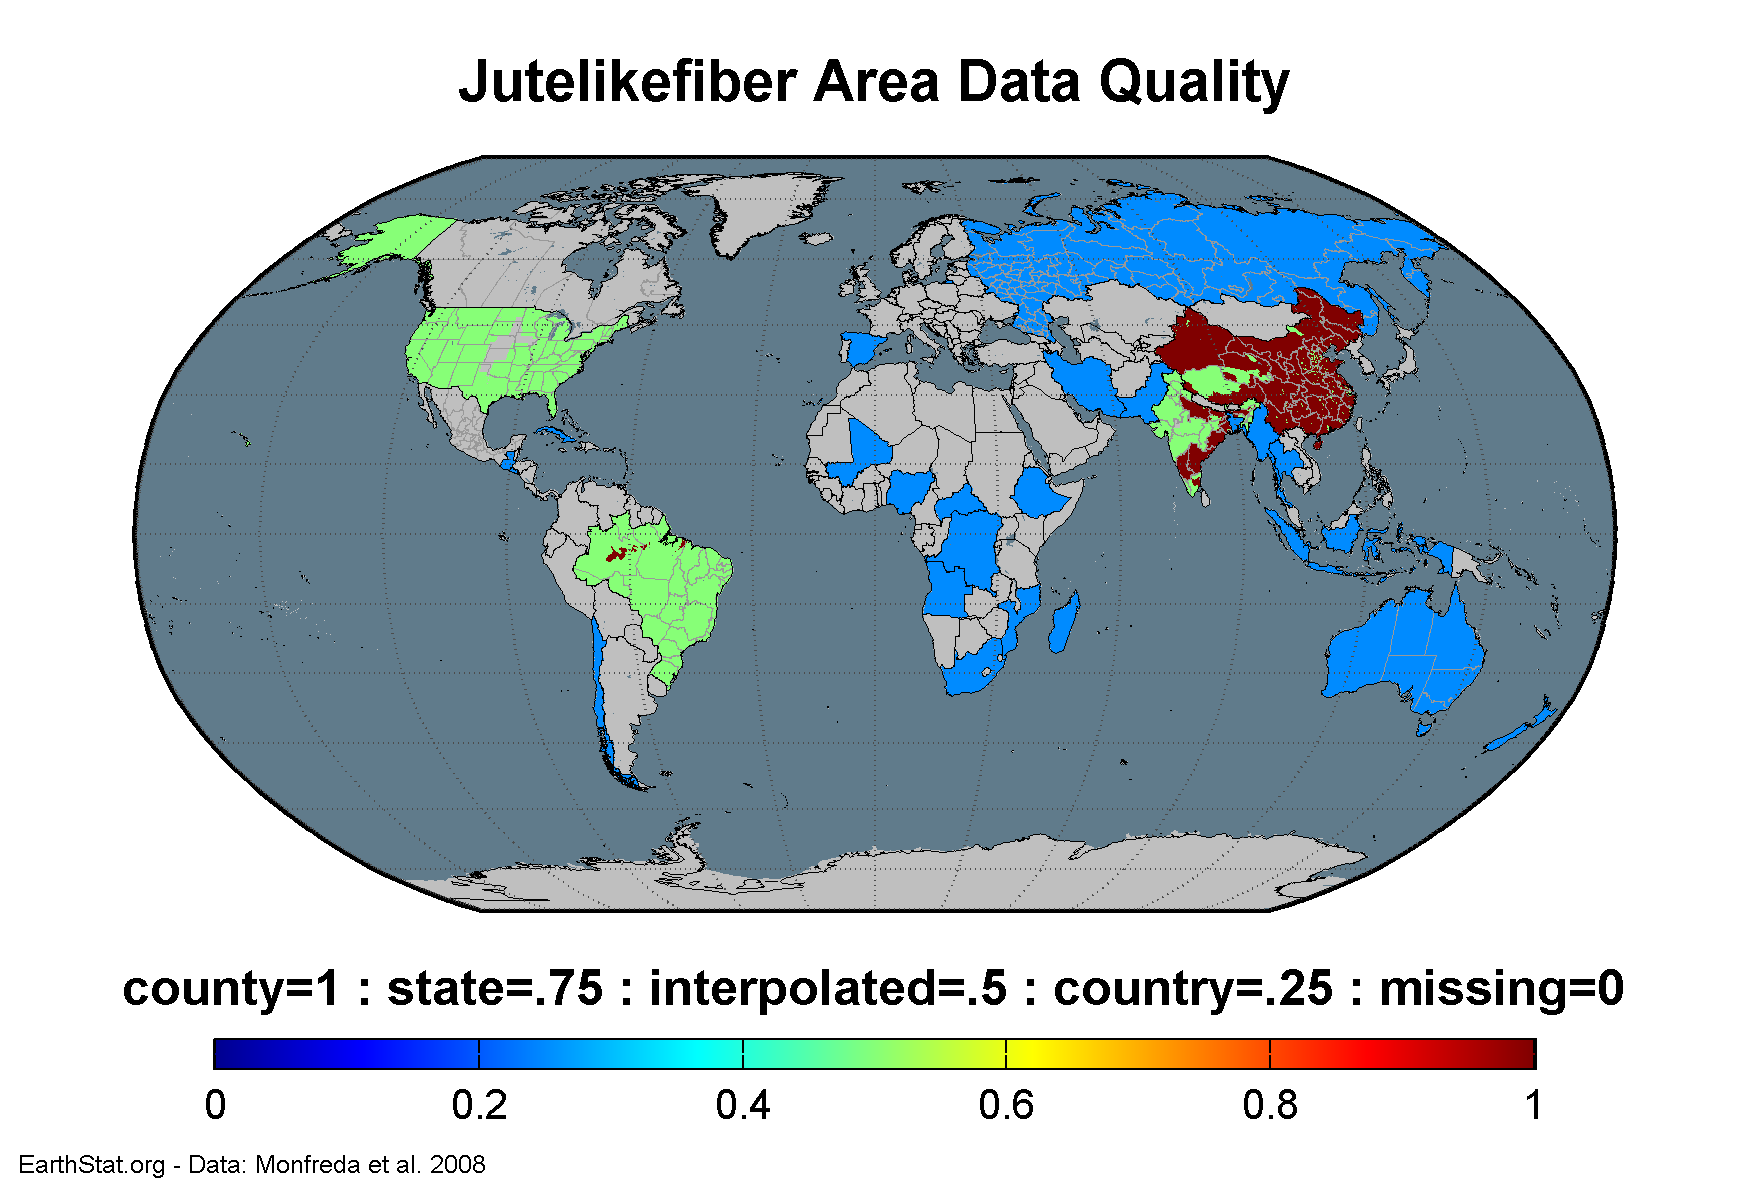 Jutelikefiber Area Data Quality
county=1 : state=.75 : interpolated=.5 : country=.25 : missing=0
0 0.2 0.4 0.6 0.8 1
EarthStat.org - Data: Monfreda et al. 2008